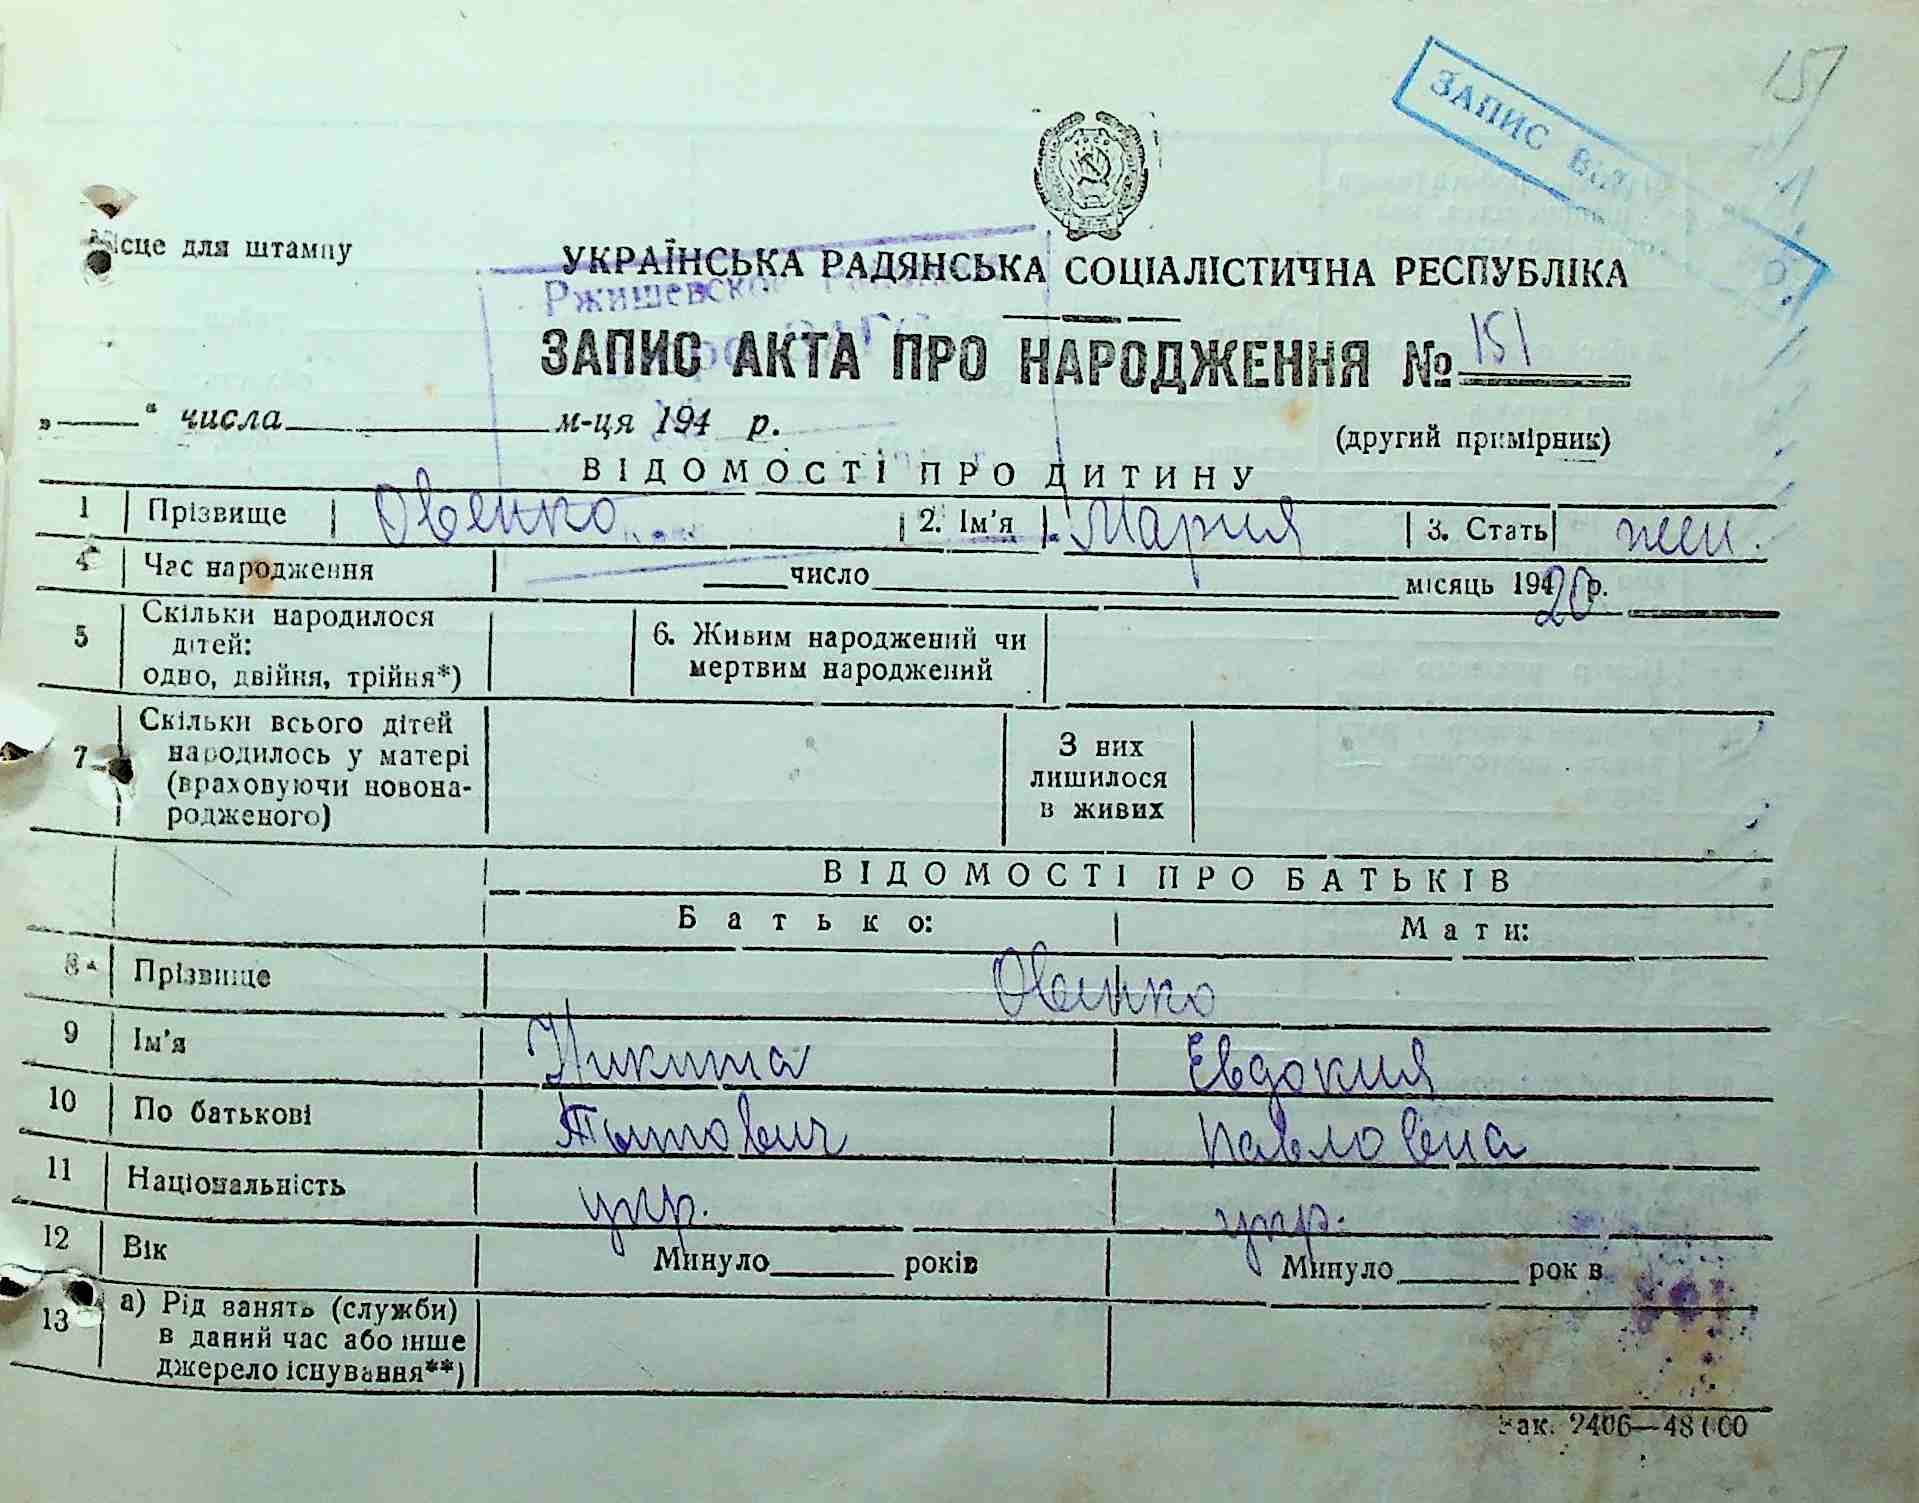 151
ЗАПИС
Місце для штампу
УКРАЇНСЬКА РАДЯНСЬКА СОЦІАЛІСТИЧНА РЕСПУБЛІКА
Ржищевское
ЗАПИС АКТА ПРО НАРОДЖЕННЯ № 151
„ “ числа м-ця 194 р.
(другий примірник)
ВІДОМОСТІ ПРО ДИТИНУ
1 Прізвище Овенко 2. Ім'я Мария 3. Стать жен.
4 Час народження число місяць 194 20 р.
5 Скільки народилося дітей: одно, двійня, трійня*) 6. Живим народжений чи мертвим народжений
7 Скільки всього дітей народилось у матері (враховуючи новонародженого) З них лишилося в живих
ВІДОМОСТІ ПРО БАТЬКІВ
Батько: Мати:
8 Прізвище Овенко
9 Ім'я Никита Евдокия
10 По батькові Титович Павловна
11 Національність укр. укр.
12 Вік Минуло років Минуло рок в
13 а) Рід занять (служби) в даний час або інше джерело існування**)
Зак. 2406—48000